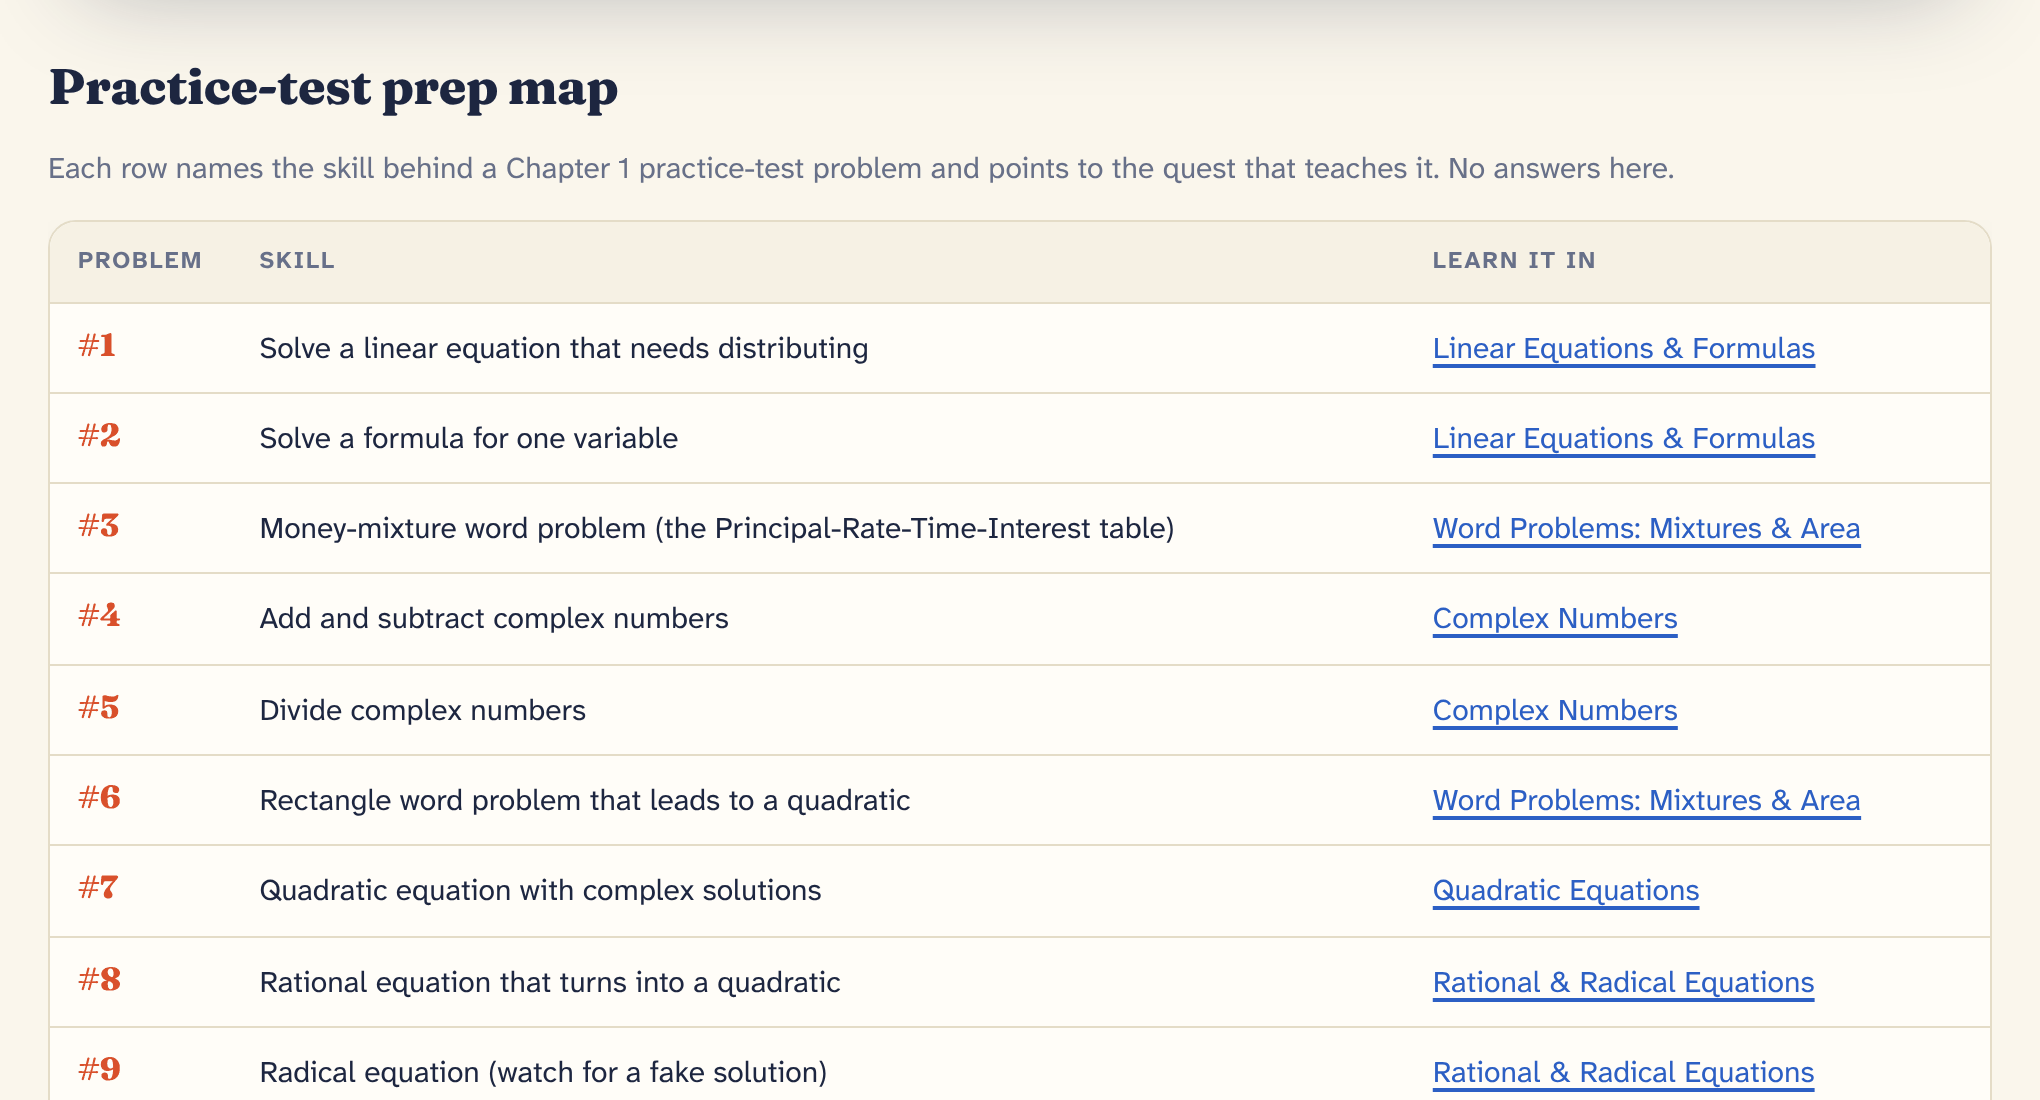 Practice-test prep map
Each row names the skill behind a Chapter 1 practice-test problem and points to the quest that teaches it. No answers here.
PROBLEM SKILL LEARN IT IN
#1 Solve a linear equation that needs distributing Linear Equations & Formulas
#2 Solve a formula for one variable Linear Equations & Formulas
#3 Money-mixture word problem (the Principal-Rate-Time-Interest table) Word Problems: Mixtures & Area
#4 Add and subtract complex numbers Complex Numbers
#5 Divide complex numbers Complex Numbers
#6 Rectangle word problem that leads to a quadratic Word Problems: Mixtures & Area
#7 Quadratic equation with complex solutions Quadratic Equations
#8 Rational equation that turns into a quadratic Rational & Radical Equations
#9 Radical equation (watch for a fake solution) Rational & Radical Equations